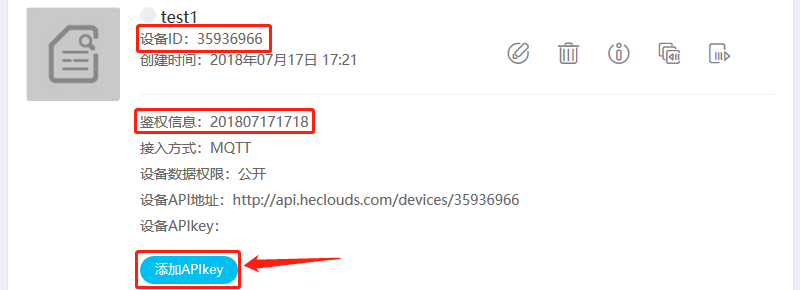 test1
设备ID：35936966
创建时间：2018年07月17日 17:21
鉴权信息：201807171718
接入方式：MQTT
设备数据权限：公开
设备API地址：http://api.heclouds.com/devices/35936966
设备APIkey：
添加APIkey